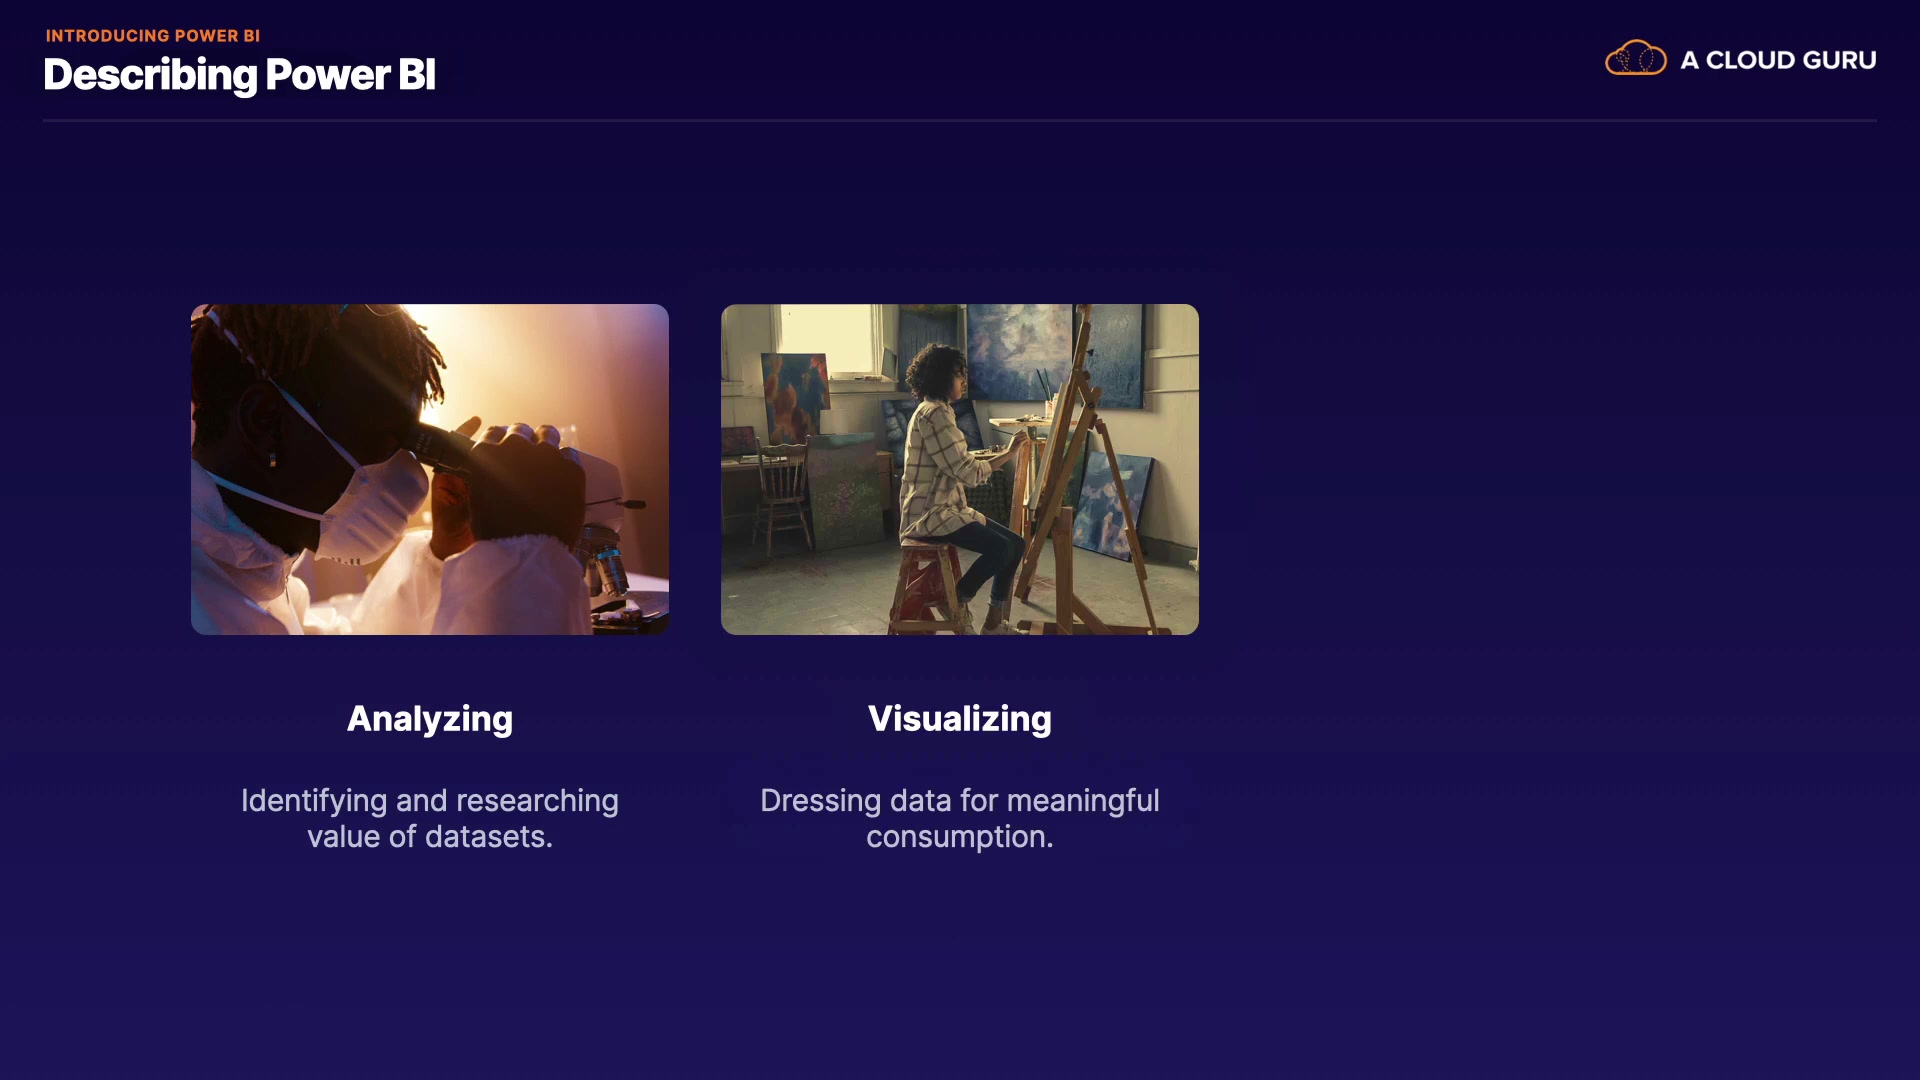 INTRODUCING POWER BI
Describing Power BI
A CLOUD GURU
Analyzing
Identifying and researching
value of datasets.
Visualizing
Dressing data for meaningful
consumption.